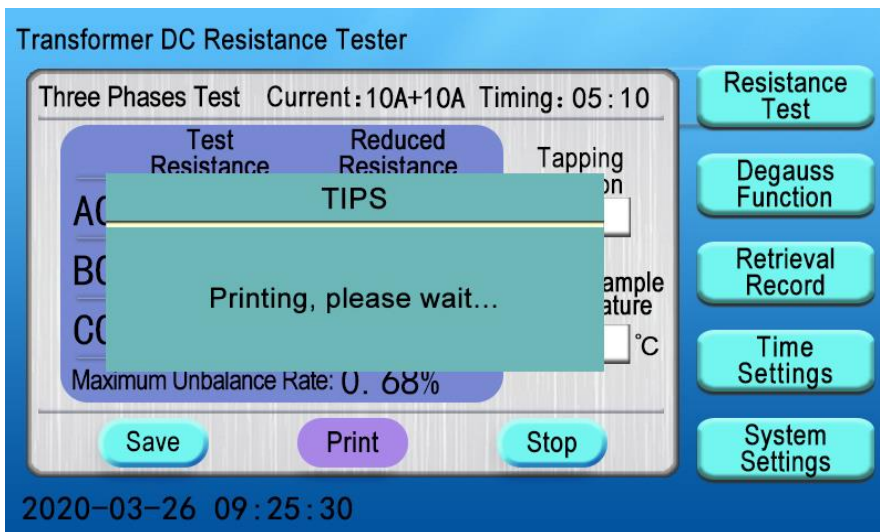 Transformer DC Resistance Tester
Three Phases Test Current:10A+10A Timing: 05:10
Test Resistance
Reduced Resistance
Tapping
TIPS
Printing, please wait...
°C
Maximum Unbalance Rate: 0.68%
Save
Print
Stop
Resistance
Test
Degauss
Function
Retrieval
Record
Time
Settings
System
Settings
2020-03-26 09:25:30